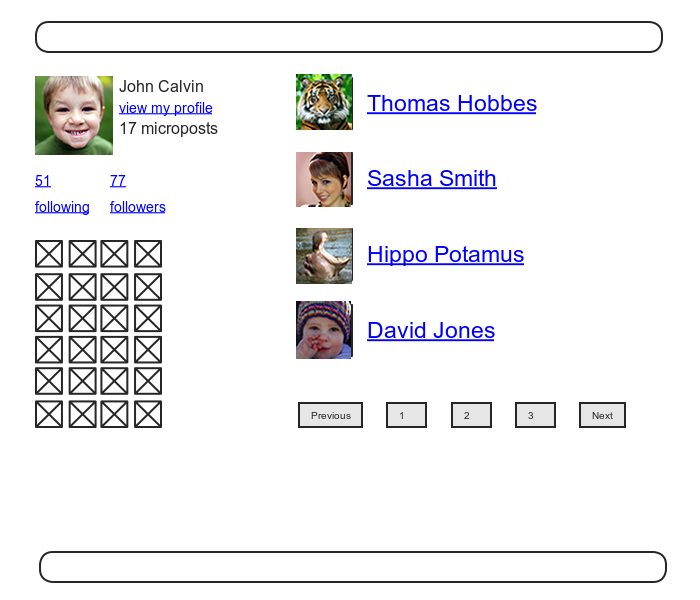 John Calvin
view my profile
17 microposts
51 77
following followers
Thomas Hobbes
Sasha Smith
Hippo Potamus
David Jones
Previous 1 2 3 Next